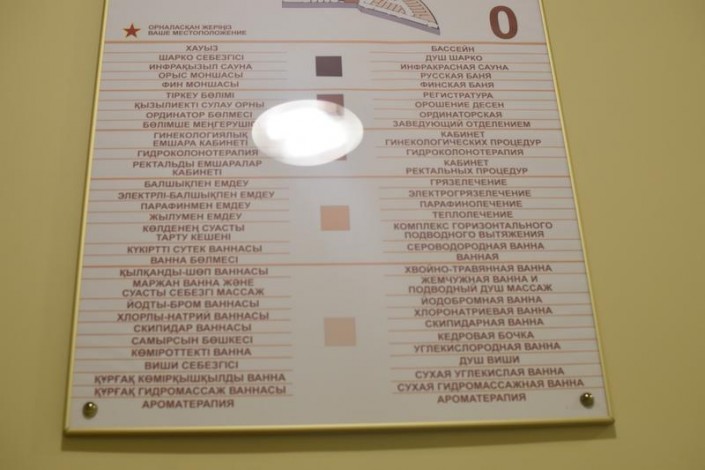 0
ОРНАЛАСҚАН ЖЕРІҢІЗ
ВАШЕ МЕСТОПОЛОЖЕНИЕ
ХАУЫЗ
ШАРКО СЕБЕЗГІСІ
ИНФРАҚЫЗЫЛ САУНА
ОРЫС МОНШАСЫ
ФИН МОНШАСЫ
ТІРКЕУ БӨЛІМІ
ҚЫЗЫЛИЕКТІ СУЛАУ ОРНЫ
ОРДИНАТОР БӨЛМЕСІ
БӨЛІМШЕ
ГИНЕКОЛОГИЯЛЫҚ
ЕМШАРА КАБИНЕТІ
ГИДРОКОЛОНОТЕРАПИЯ
РЕКТАЛЬДЫ ЕМШАРАЛАР
КАБИНЕТІ
БАЛШЫҚПЕН ЕМДЕУ
ЭЛЕКТРЛІ-БАЛШЫҚПЕН ЕМДЕУ
ПАРАФИНМЕН ЕМДЕУ
ЖЫЛУМЕН ЕМДЕУ
КӨЛДЕНЕҢ СУАСТЫ
ТАРТУ КЕШЕНІ
КҮКІРТТІ СУТЕК ВАННАСЫ
ВАННА БӨЛМЕСІ
ҚЫЛҚАНДЫ-ШӨП ВАННАСЫ
МАРЖАН ВАННА ЖӘНЕ
СУАСТЫ СЕБЕЗГІ МАССАЖ
ЙОДТЫ-БРОМ ВАННАСЫ
ХЛОРЛЫ-НАТРИЙ ВАННАСЫ
СКИПИДАР ВАННАСЫ
САМЫРСЫН БӨШКЕСІ
КӨМІРОТТЕКТІ ВАННА
ВИШИ СЕБЕЗГІСІ
ҚҰРҒАҚ КӨМІРҚЫШҚЫЛДЫ ВАННА
ҚҰРҒАҚ ГИДРОМАССАЖ ВАННАСЫ
АРОМАТЕРАПИЯ
БАССЕЙН
ДУШ ШАРКО
ИНФРАКРАСНАЯ САУНА
РУССКАЯ БАНЯ
ФИНСКАЯ БАНЯ
РЕГИСТРАТУРА
ОРОШЕНИЕ ДЕСЕН
ОРДИНАТОРСКАЯ
ЗАВЕДУЮЩИЙ ОТДЕЛЕНИЕМ
КАБИНЕТ
ГИНЕКОЛОГИЧЕСКИХ ПРОЦЕДУР
ГИДРОКОЛОНОТЕРАПИЯ
КАБИНЕТ
РЕКТАЛЬНЫХ ПРОЦЕДУР
ГРЯЗЕЛЕЧЕНИЕ
ЭЛЕКТРОГРЯЗЕЛЕЧЕНИЕ
ПАРАФИНОЛЕЧЕНИЕ
ТЕПЛОЛЕЧЕНИЕ
КОМПЛЕКС ГОРИЗОНТАЛЬНОГО
ПОДВОДНОГО ВЫТЯЖЕНИЯ
СЕРОВОДОРОДНАЯ ВАННА
ВАННАЯ
ХВОЙНО-ТРАВЯННАЯ ВАННА
ЖЕМЧУЖНАЯ ВАННА И
ПОДВОДНЫЙ ДУШ МАССАЖ
ЙОДОБРОМНАЯ ВАННА
ХЛОРОНАТРИЕВАЯ ВАННА
СКИПИДАРНАЯ ВАННА
КЕДРОВАЯ БОЧКА
УГЛЕКИСЛОРОДНАЯ ВАННА
ДУШ ВИШИ
СУХАЯ УГЛЕКИСЛАЯ ВАННА
СУХАЯ ГИДРОМАССАЖНАЯ ВАННА
АРОМАТЕРАПИЯ